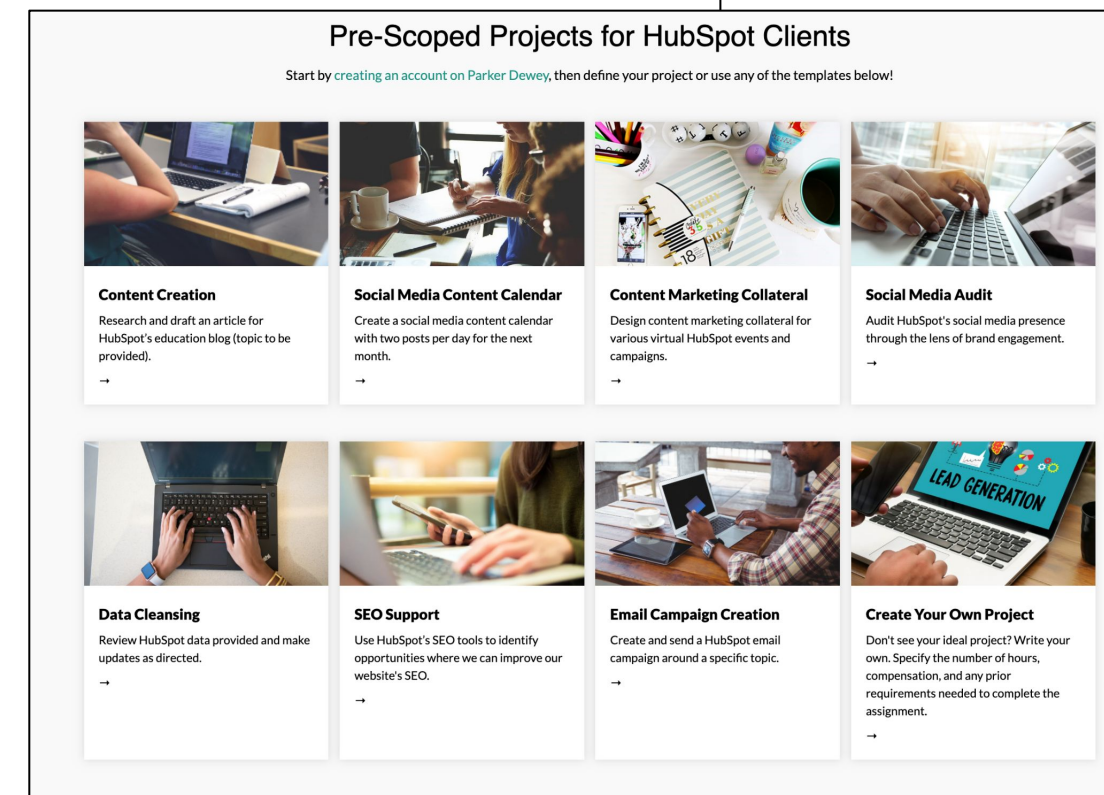 Pre-Scoped Projects for HubSpot Clients
Start by creating an account on Parker Dewey, then define your project or use any of the templates below!
Content Creation
Research and draft an article for
HubSpot's education blog (topic to be
provided).
→
Social Media Content Calendar
Create a social media content calendar
with two posts per day for the next
month.
→
Content Marketing Collateral
Design content marketing collateral for
various virtual HubSpot events and
campaigns.
→
Social Media Audit
Audit HubSpot's social media presence
through the lens of brand engagement.
→
LEAD GENERATION
Data Cleansing
Review HubSpot data provided and make
updates as directed.
→
SEO Support
Use HubSpot's SEO tools to identify
opportunities where we can improve our
website's SEO.
→
Email Campaign Creation
Create and send a HubSpot email
campaign around a specific topic.
→
Create Your Own Project
Don't see your ideal project? Write your
own. Specify the number of hours,
compensation, and any prior
requirements needed to complete the
assignment.
→